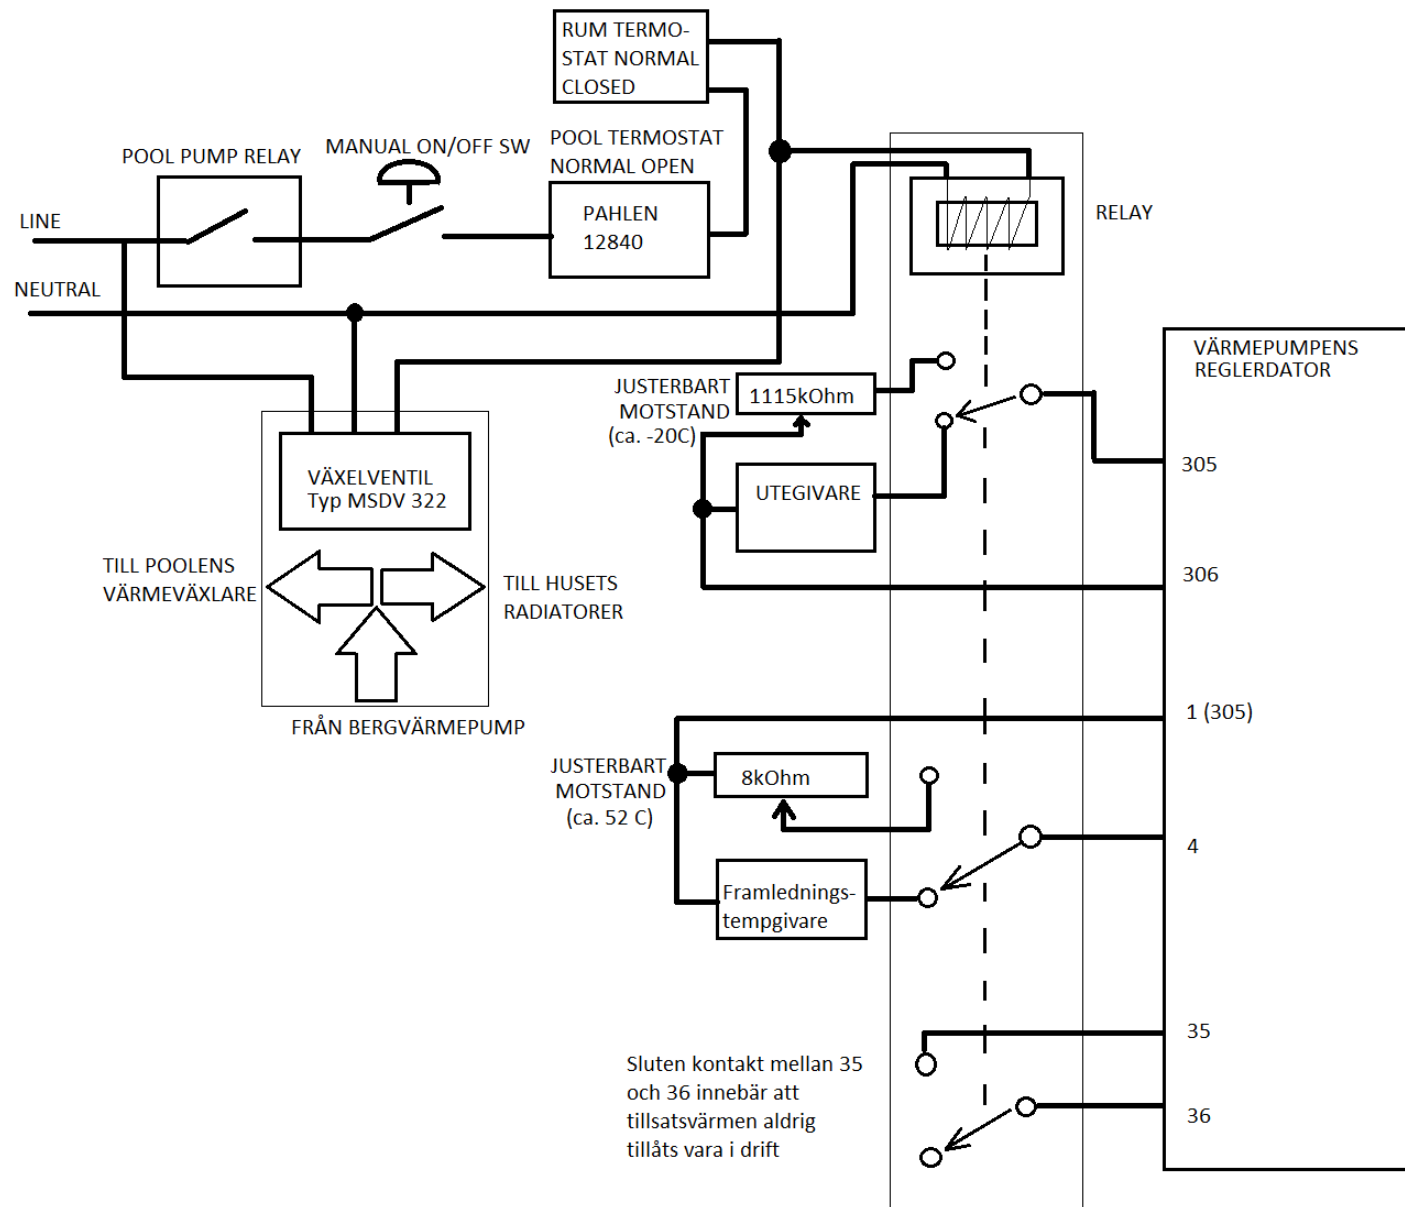 RUM TERMO-
STAT NORMAL
CLOSED
POOL PUMP RELAY
MANUAL ON/OFF SW
POOL TERMOSTAT
NORMAL OPEN
LINE
PAHLEN
12840
RELAY
NEUTRAL
VÄRMEPUMPENS
REGLERDATOR
JUSTERBART
MOTSTAND
(ca. -20C)
1115kOhm
305
VÄXELVENTIL
Typ MSDV 322
UTEGIVARE
TILL POOLENS
VÄRMEVÄXLARE
TILL HUSETS
RADIATORER
306
FRÅN BERGVÄRMEPUMP
1 (305)
JUSTERBART
MOTSTAND
(ca. 52 C)
8kOhm
4
Framlednings-
tempgivare
35
Sluten kontakt mellan 35
och 36 innebär att
tillsatsvärmen aldrig
tillåts vara i drift
36